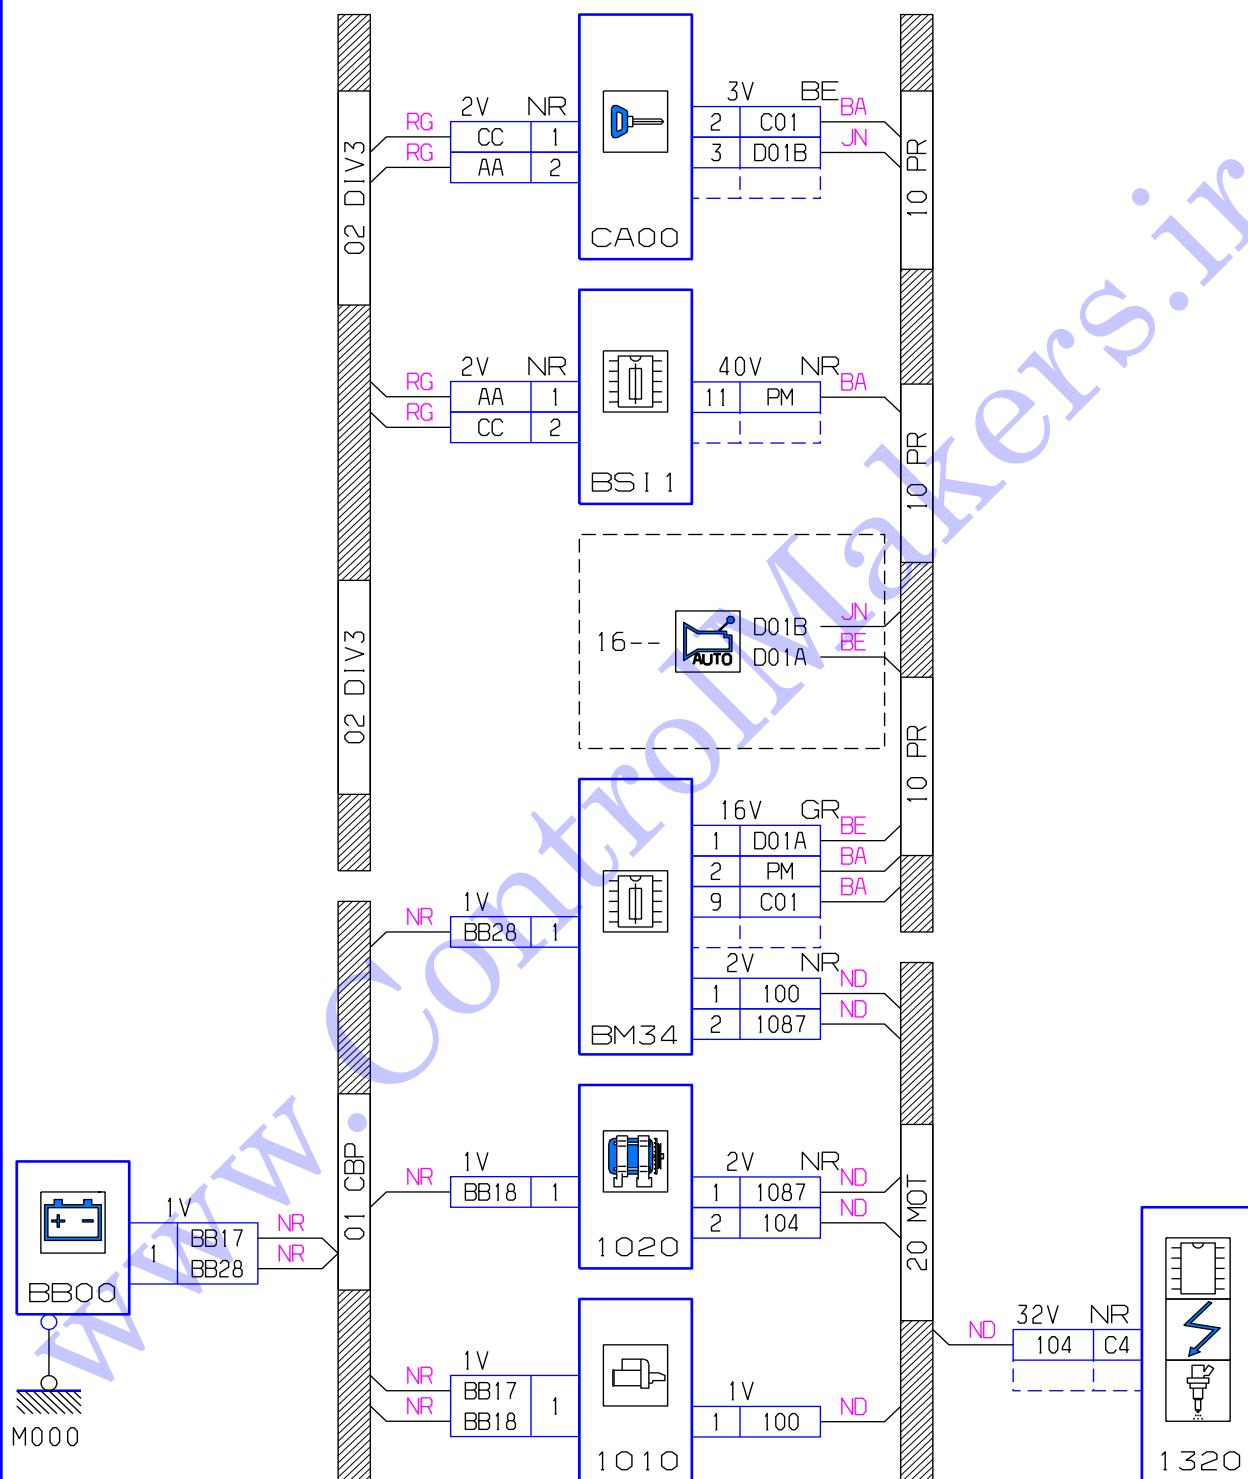 2V NR
3V BE
RG CC 1
RG AA 2
2 C01 BA
3 D01B JN
CA00
02 DIV3
10 PR
2V NR
40V NR
RG AA 1
RG CC 2
11 PM BA
BSI1
10 PR
16--
AUTO
D01B JN
D01A BE
02 DIV3
10 PR
16V GR
1 D01A BE
2 PM BA
9 C01 BA
1V
NR BB28 1
2V NR
1 100 ND
2 1087 ND
BM34
01 CBP
1V
NR BB18 1
2V NR
1 1087 ND
2 104 ND
1020
20 MOT
1V
+ -
1 BB17 NR
BB28 NR
BB00
M000
1V
NR BB17 1
NR BB18
1V
1 100 ND
1010
32V NR
ND 104 C4
1320
www.ControlMakers.ir